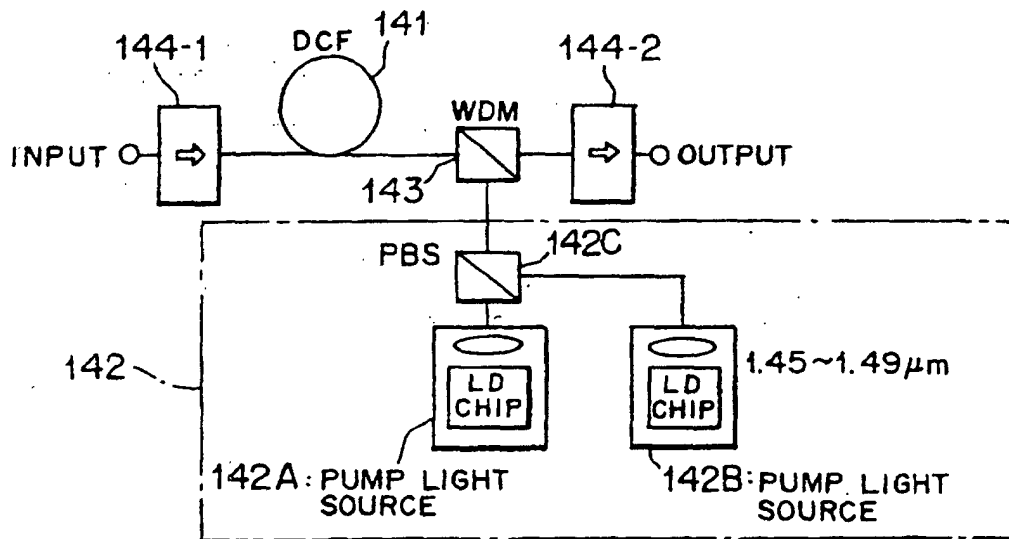 144-1
DCF
141
144-2
WDM
INPUT
OUTPUT
143
PBS
142C
142
LD
CHIP
LD
CHIP
1.45~1.49μm
142A: PUMP LIGHT
SOURCE
142B: PUMP LIGHT
SOURCE